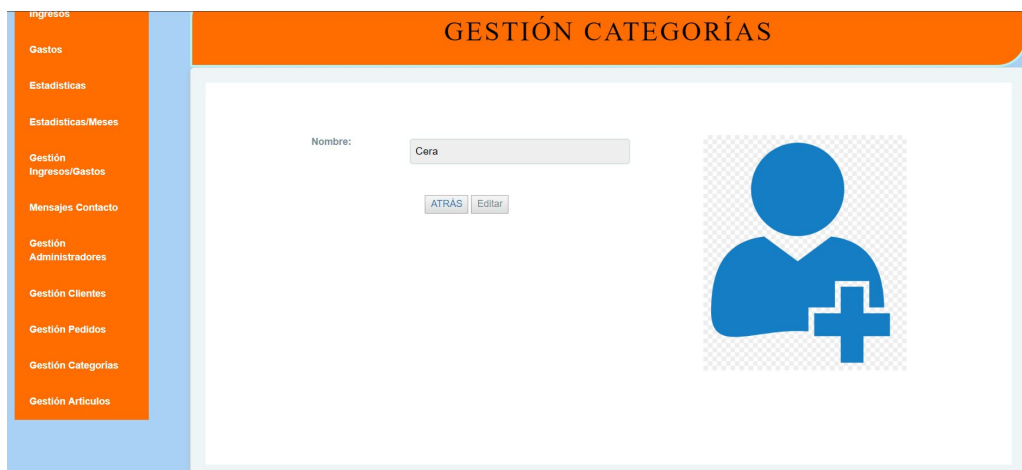 Ingresos
Gastos
Estadisticas
Estadisticas/Meses
Gestión
Ingresos/Gastos
Mensajes Contacto
Gestión
Administradores
Gestión Clientes
Gestión Pedidos
Gestión Categorias
Gestión Articulos
GESTIÓN CATEGORÍAS
Nombre:
Cera
ATRÁS Editar